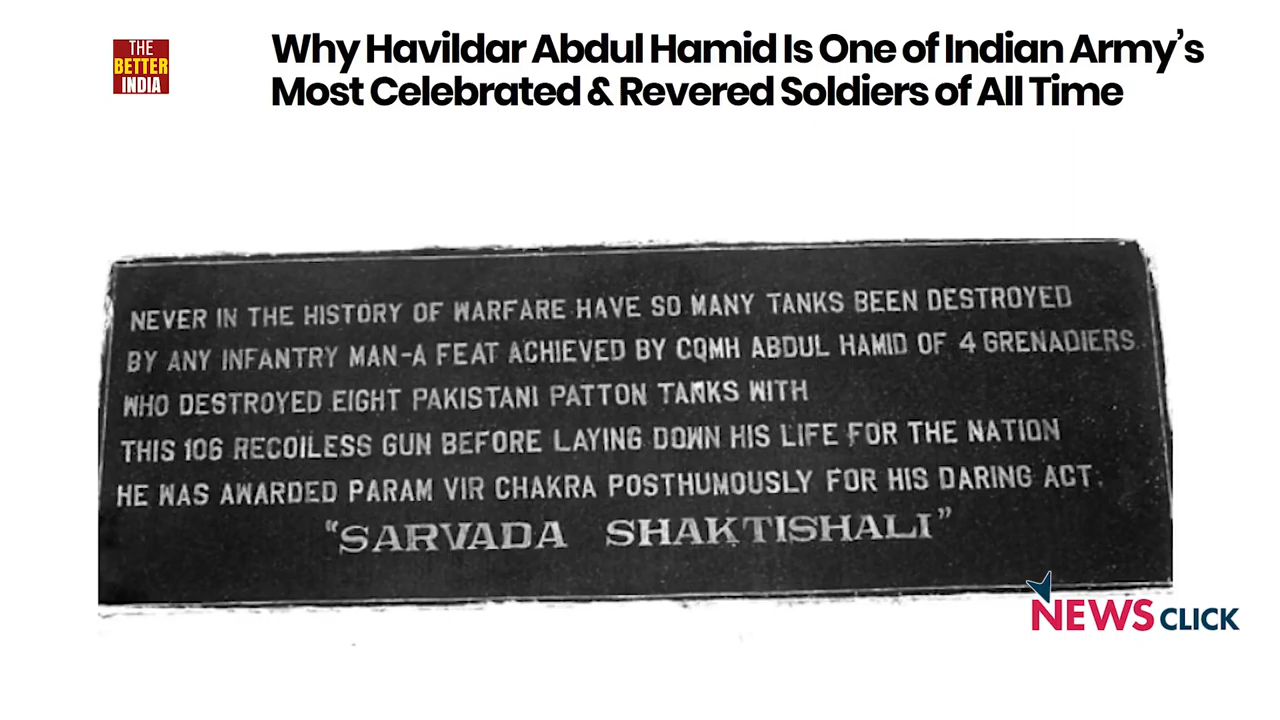 THE
BETTER
INDIA
Why Havildar Abdul Hamid Is One of Indian Army's
Most Celebrated & Revered Soldiers of All Time
NEVER IN THE HISTORY OF WARFARE HAVE SO MANY TANKS BEEN DESTROYED
BY ANY INFANTRY MAN-A FEAT ACHIEVED BY CQMH ABDUL HAMID OF 4 GRENADIERS
WHO DESTROYED EIGHT PAKISTANI PATTON TANKS WITH
THIS 106 RECOILESS GUN BEFORE LAYING DOWN HIS LIFE FOR THE NATION
HE WAS AWARDED PARAM VIR CHAKRA POSTHUMOUSLY FOR HIS DARING ACT.
"SARVADA SHAKTISHALI"
NEWSCLICK